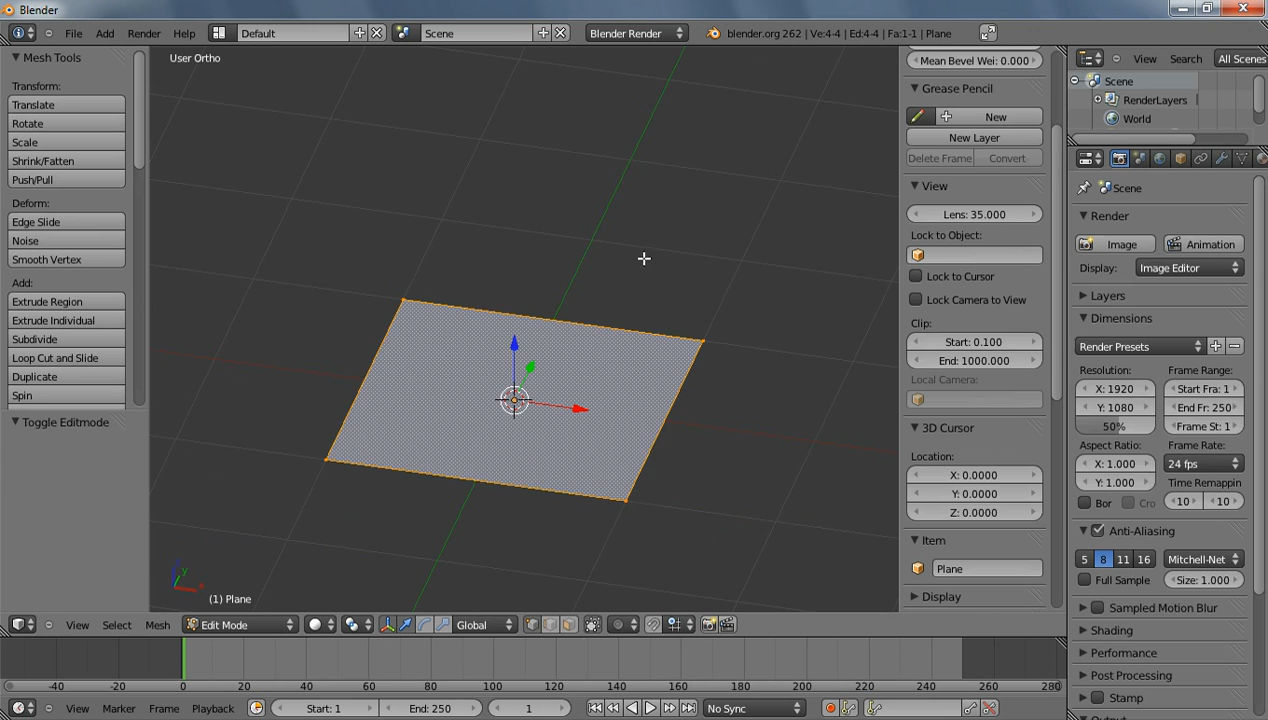 Blender
File Add Render Help Default Scene Blender Render blender.org 262 | Ve:4-4 | Ed:4-4 | Fa:1-1 | Plane
Mesh Tools
Transform:
Translate
Rotate
Scale
Shrink/Fatten
Push/Pull
Deform:
Edge Slide
Noise
Smooth Vertex
Add:
Extrude Region
Extrude Individual
Subdivide
Loop Cut and Slide
Duplicate
Spin
Toggle Editmode
User Ortho
(1) Plane
z
y
x
Mean Bevel Wei: 0.000
Grease Pencil
New
New Layer
Delete Frame Convert
View
Lens: 35.000
Lock to Object:
Lock to Cursor
Lock Camera to View
Clip:
Start: 0.100
End: 1000.000
Local Camera:
3D Cursor
Location:
X: 0.0000
Y: 0.0000
Z: 0.0000
Item
Plane
Display
View Search All Scenes
Scene
RenderLayers
World
Scene
Render
Image Animation
Display: Image Editor
Layers
Dimensions
Render Presets
Resolution: Frame Range:
X: 1920 Start Fra: 1
Y: 1080 End Fr: 250
50% Frame St: 1
Aspect Ratio: Frame Rate:
X: 1.000 24 fps
Y: 1.000 Time Remappin
Bor Cro 10 10
Anti-Aliasing
5 8 11 16 Mitchell-Net
Full Sample Size: 1.000
Sampled Motion Blur
Shading
Performance
Post Processing
Stamp
View Select Mesh Edit Mode Global
-40 -20 0 20 40 60 80 100 120 140 160 180 200 220 240 260 280
View Marker Frame Playback Start: 1 End: 250 1 No Sync